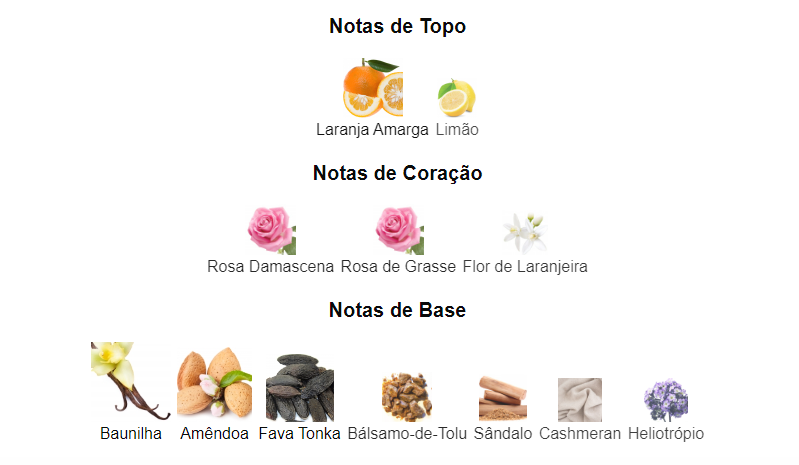 Notas de Topo
Laranja Amarga Limão
Notas de Coração
Rosa Damascena Rosa de Grasse Flor de Laranjeira
Notas de Base
Baunilha Amêndoa Fava Tonka Bálsamo-de-Tolu Sândalo Cashmeran Heliotrópio